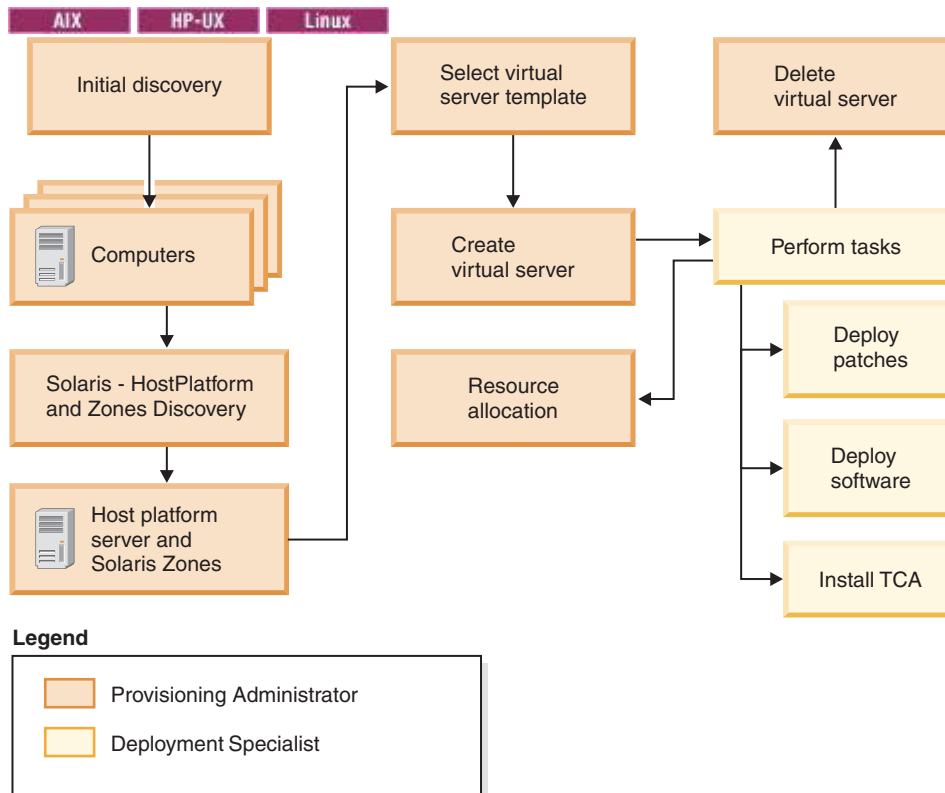 AIX
HP-UX
Linux
Initial discovery
Computers
Solaris - HostPlatform
and Zones Discovery
Host platform
server and
Solaris Zones
Select virtual
server template
Create
virtual server
Resource
allocation
Delete
virtual server
Perform tasks
Deploy
patches
Deploy
software
Install TCA
Legend
Provisioning Administrator
Deployment Specialist